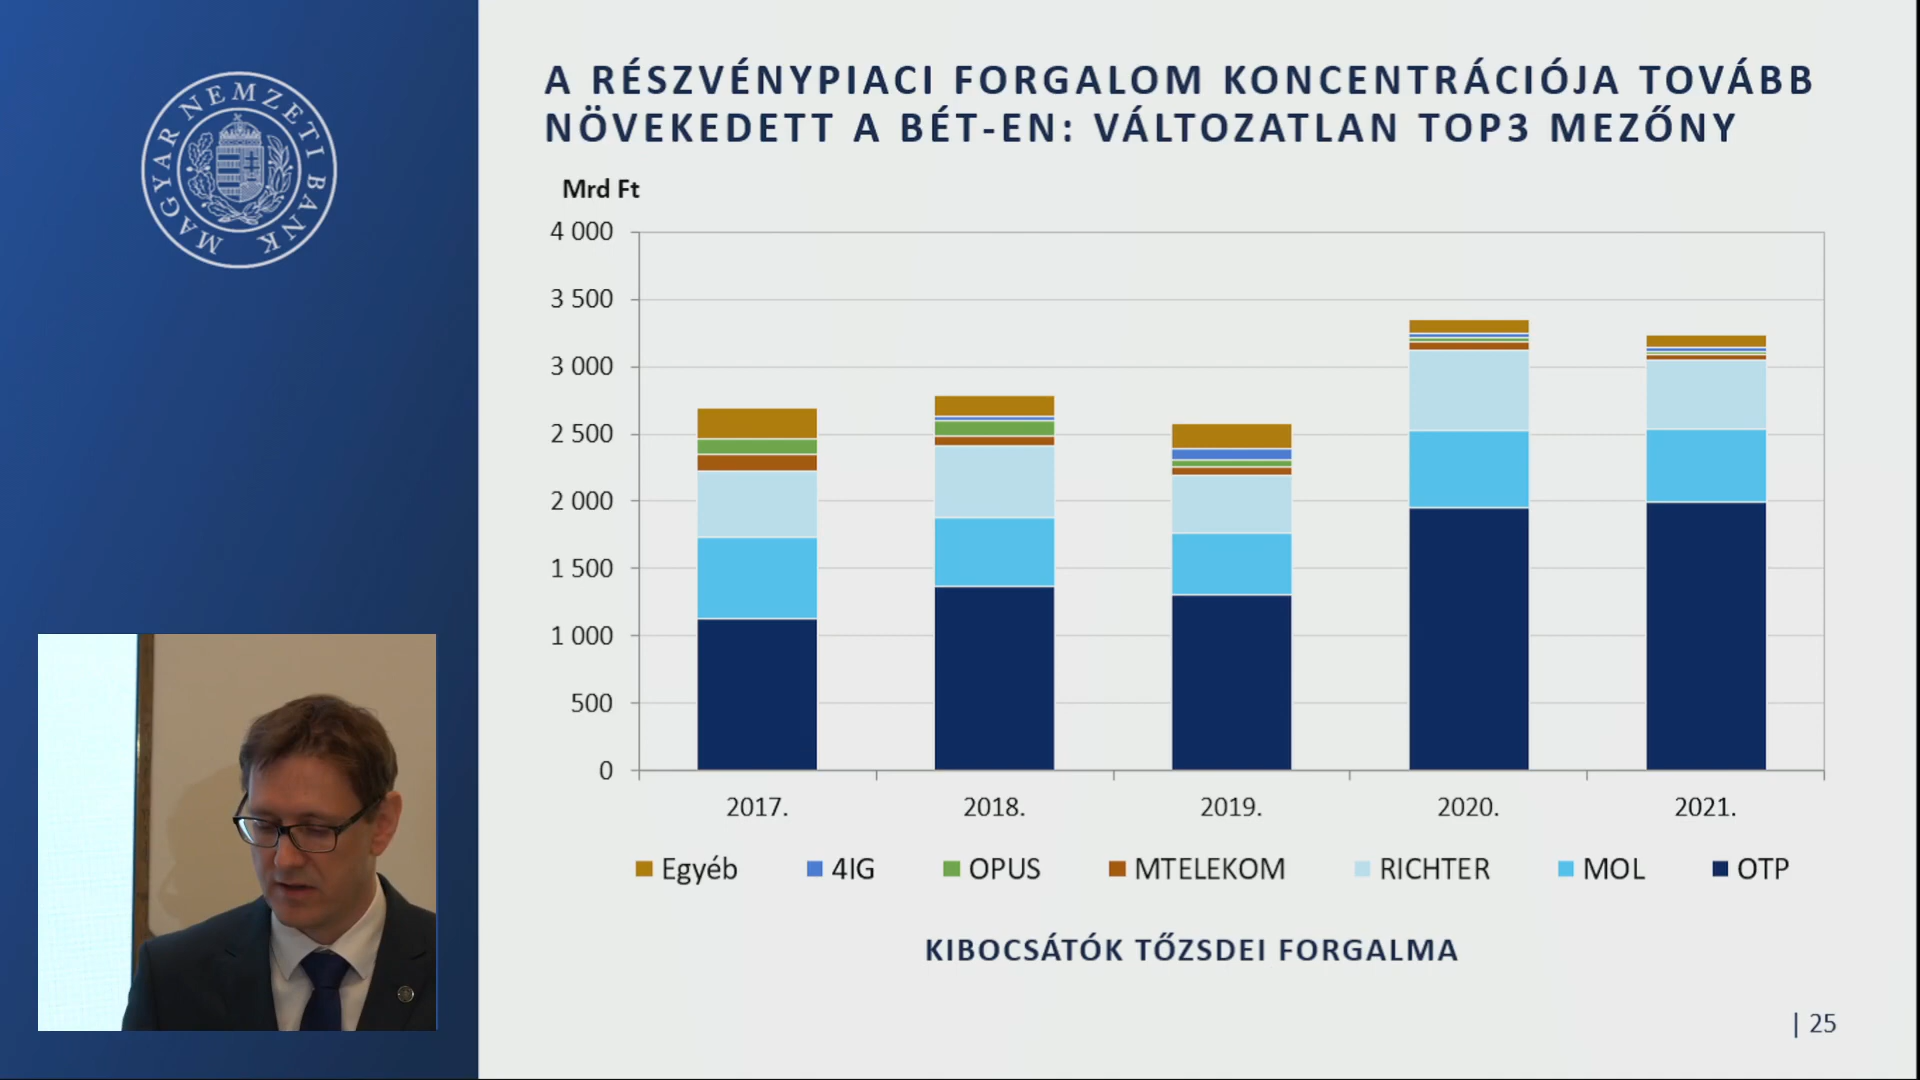 MAGYAR NEMZETI BANK
A RÉSZVÉNYPIACI FORGALOM KONCENTRÁCIÓJA TOVÁBB
NÖVEKEDETT A BÉT-EN: VÁLTOZATLAN TOP3 MEZŐNY
Mrd Ft
4 000
3 500
3 000
2 500
2 000
1 500
1 000
500
0
2017. 2018. 2019. 2020. 2021.
Egyéb 4IG OPUS MTELEKOM RICHTER MOL OTP
KIBOCSÁTÓK TŐZSDEI FORGALMA
| 25